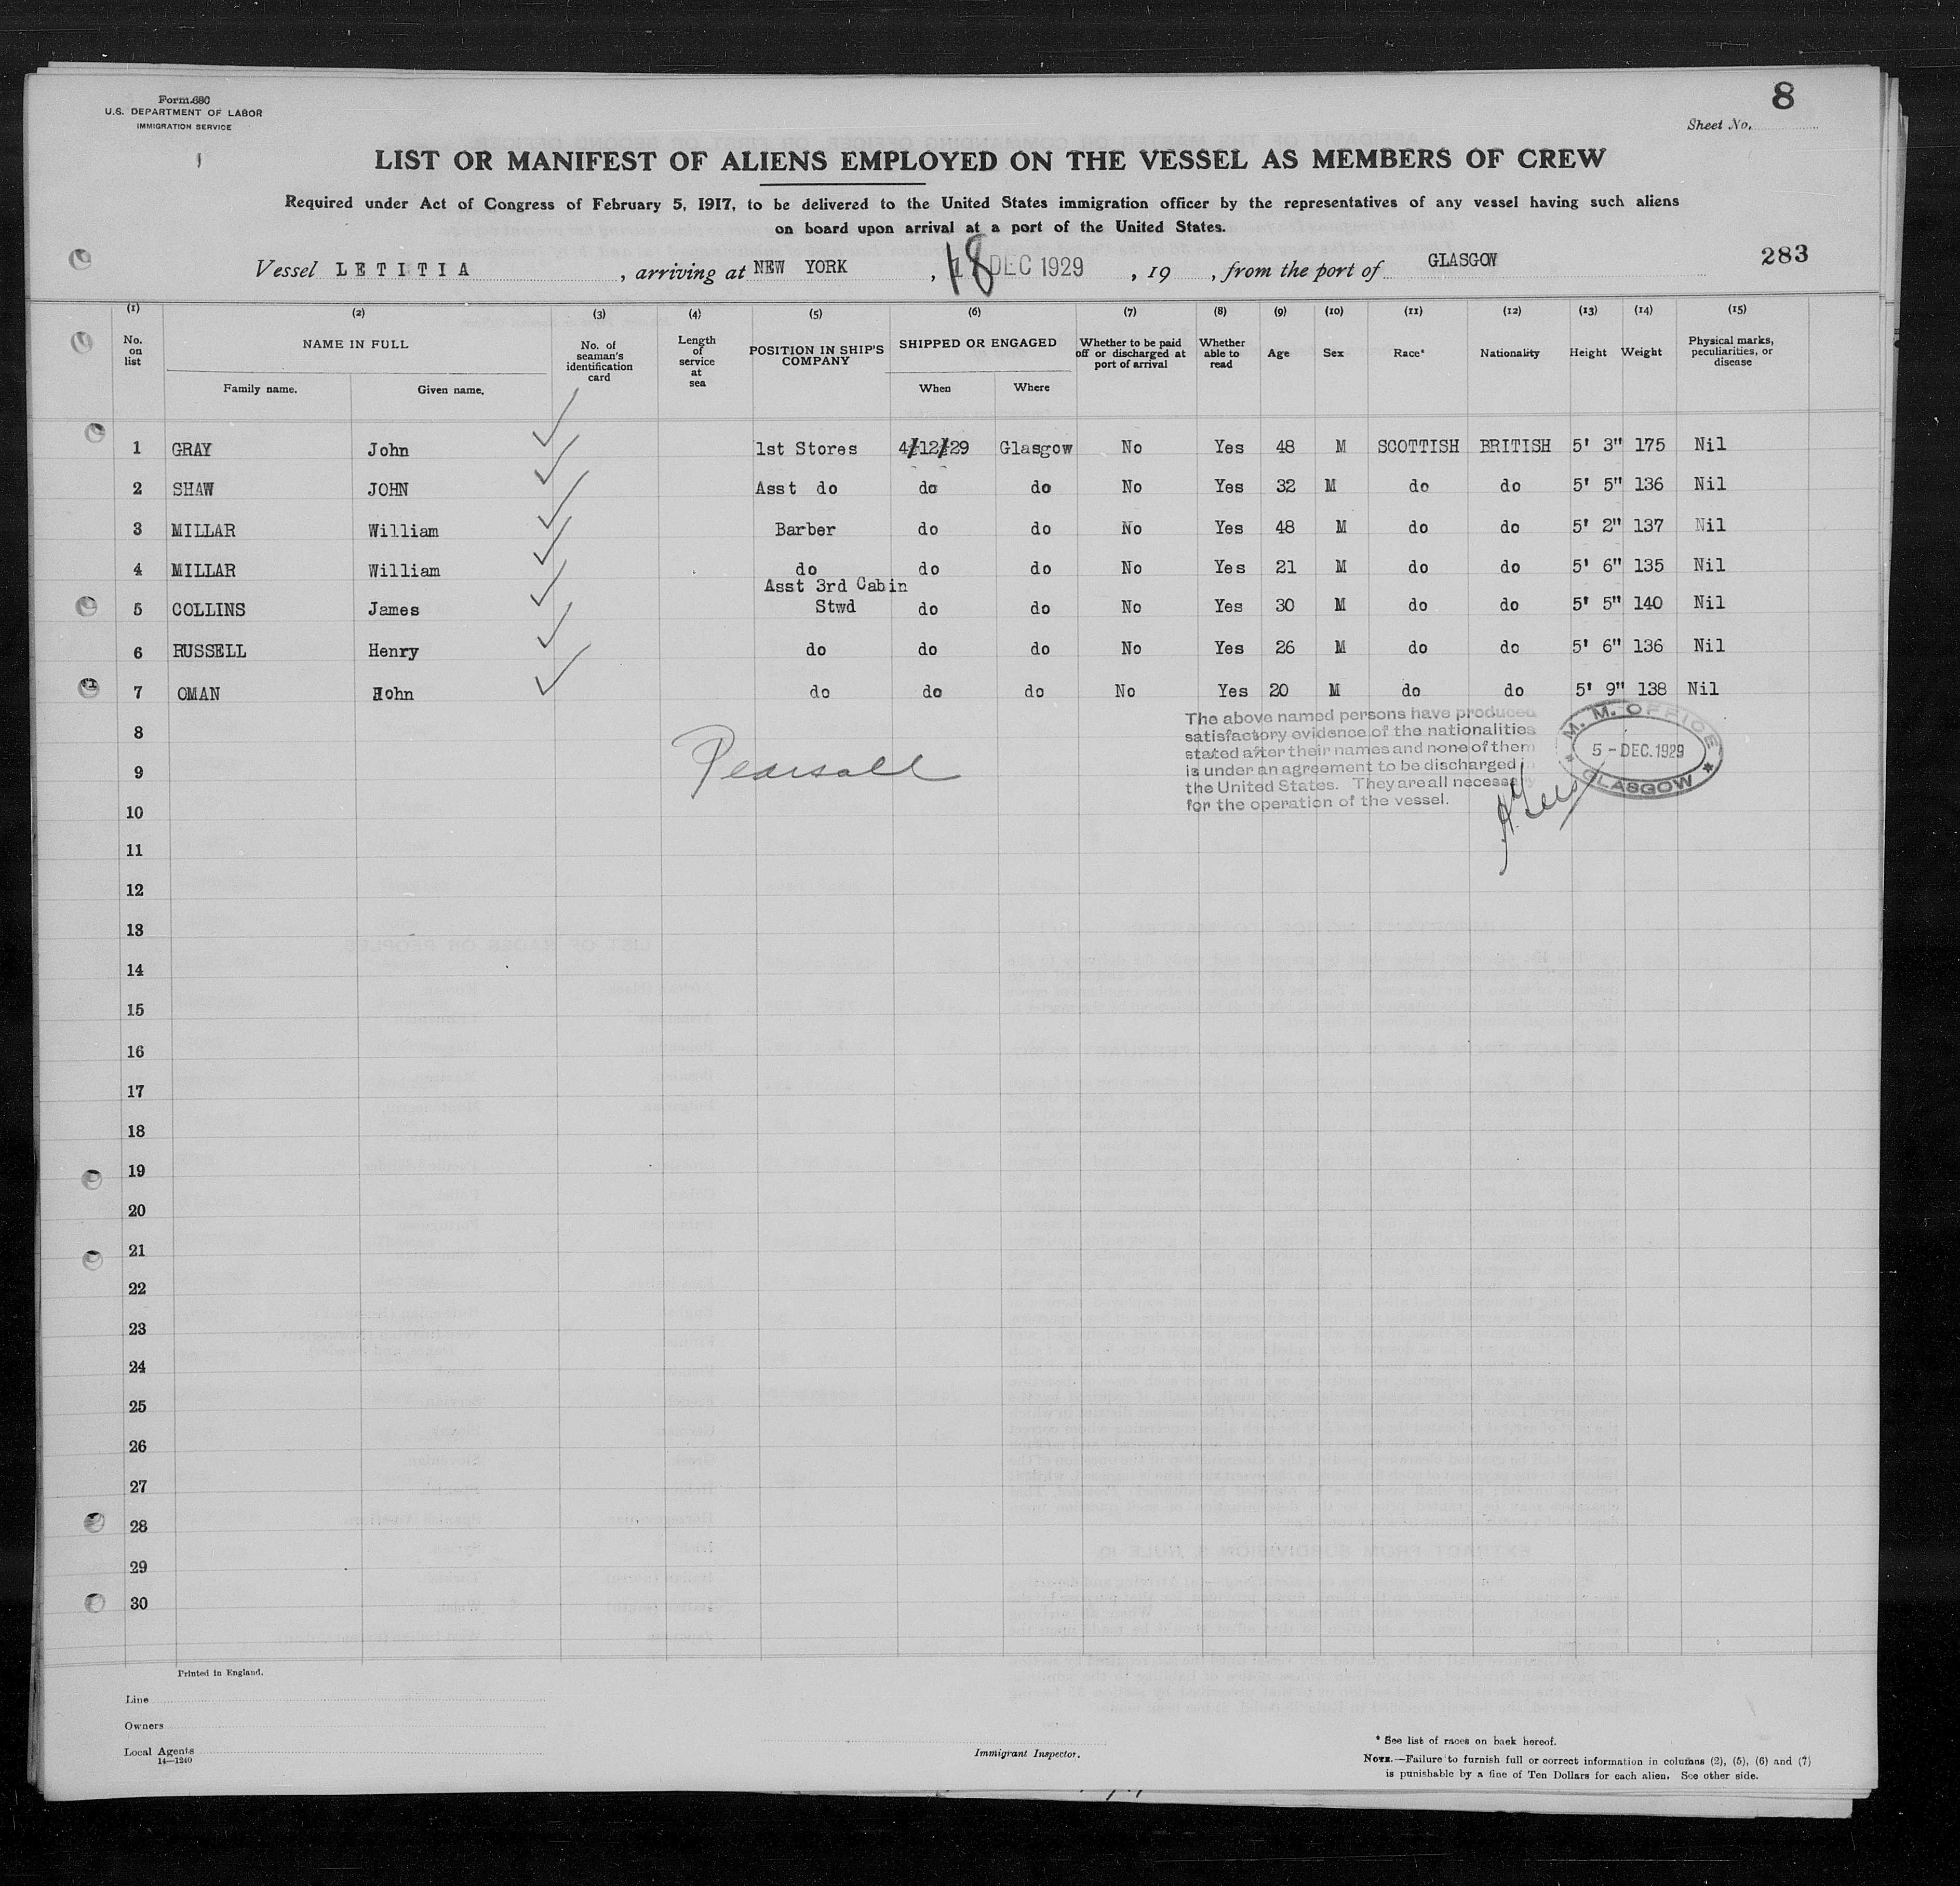 8
Form 680
U.S. DEPARTMENT OF LABOR
IMMIGRATION SERVICE
Sheet No.
LIST OR MANIFEST OF ALIENS EMPLOYED ON THE VESSEL AS MEMBERS OF CREW
Required under Act of Congress of February 5, 1917, to be delivered to the United States immigration officer by the representatives of any vessel having such aliens
on board upon arrival at a port of the United States.
Vessel LETITIA, arriving at NEW YORK, 18 DEC 1929, 19 , from the port of GLASGOW 283
(1) (2) (3) (4) (5) (6) (7) (8) (9) (10) (11) (12) (13) (14) (15)
No. on list NAME IN FULL No. of seaman's identification card Length of service at sea POSITION IN SHIP'S COMPANY SHIPPED OR ENGAGED Whether to be paid off or discharged at port of arrival Whether able to read Age Sex Race* Nationality Height Weight Physical marks, peculiarities, or disease
Family name. Given name. When Where
1 GRAY John 1st Stores 4/12/29 Glasgow No Yes 48 M SCOTTISH BRITISH 5' 3" 175 Nil
2 SHAW JOHN Asst do do do No Yes 32 M do do 5' 5" 136 Nil
3 MILLAR William Barber do do No Yes 48 M do do 5' 2" 137 Nil
4 MILLAR William do do do No Yes 21 M do do 5' 6" 135 Nil
Asst 3rd Cabin
5 COLLINS James Stwd do do No Yes 30 M do do 5' 5" 140 Nil
6 RUSSELL Henry do do do No Yes 26 M do do 5' 6" 136 Nil
7 OMAN John do do do No Yes 20 M do do 5' 9" 138 Nil
The above named persons have produced
satisfactory evidence of the nationalities
stated after their names and none of them
is under an agreement to be discharged in
the United States. They are all necessary
for the operation of the vessel.
M. M. OFFICE
5-DEC.1929
GLASGOW
Pearsall
8
9
10
11
12
13
14
15
16
17
18
19
20
21
22
23
24
25
26
27
28
29
30
Printed in England.
Line
Owners
Local Agents
14—1240
Immigrant Inspector.
* See list of races on back hereof.
NOTE.—Failure to furnish full or correct information in columns (2), (5), (6) and (7)
is punishable by a fine of Ten Dollars for each alien. See other side.